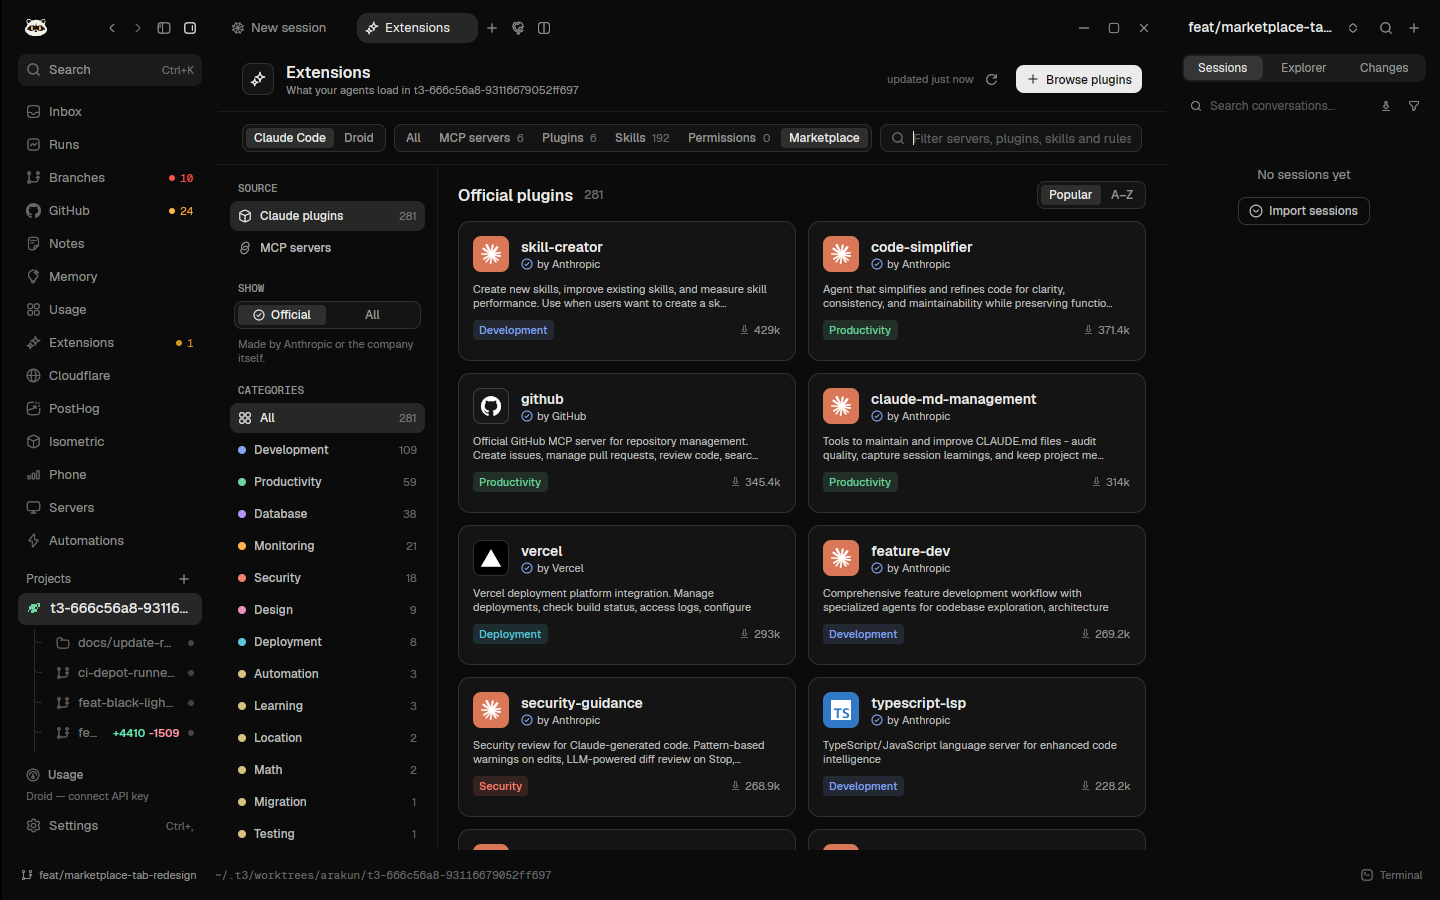 New session
Extensions
feat/marketplace-ta...
Search
Ctrl+K
Inbox
Runs
Branches
10
GitHub
24
Notes
Memory
Usage
Extensions
1
Cloudflare
PostHog
Isometric
Phone
Servers
Automations
Projects
t3-666c56a8-93116...
docs/update-r...
ci-depot-runne...
feat-black-ligh...
fe... +4410 -1509
Usage
Droid — connect API key
Settings
Ctrl+,
Extensions
What your agents load in t3-666c56a8-93116679052ff697
updated just now
Browse plugins
Claude Code
Droid
All
MCP servers 6
Plugins 6
Skills 192
Permissions 0
Marketplace
Filter servers, plugins, skills and rules
SOURCE
Claude plugins 281
MCP servers
SHOW
Official
All
Made by Anthropic or the company
itself.
CATEGORIES
All 281
Development 109
Productivity 59
Database 38
Monitoring 21
Security 18
Design 9
Deployment 8
Automation 3
Learning 3
Location 2
Math 2
Migration 1
Testing 1
Official plugins 281
Popular
A–Z
skill-creator
by Anthropic
Create new skills, improve existing skills, and measure skill
performance. Use when users want to create a sk...
Development
429k
code-simplifier
by Anthropic
Agent that simplifies and refines code for clarity,
consistency, and maintainability while preserving functio...
Productivity
371.4k
github
by GitHub
Official GitHub MCP server for repository management.
Create issues, manage pull requests, review code, searc...
Productivity
345.4k
claude-md-management
by Anthropic
Tools to maintain and improve CLAUDE.md files - audit
quality, capture session learnings, and keep project me...
Productivity
314k
vercel
by Vercel
Vercel deployment platform integration. Manage
deployments, check build status, access logs, configure
Deployment
293k
feature-dev
by Anthropic
Comprehensive feature development workflow with
specialized agents for codebase exploration, architecture
Development
269.2k
security-guidance
by Anthropic
Security review for Claude-generated code. Pattern-based
warnings on edits, LLM-powered diff review on Stop,...
Security
268.9k
TS
typescript-lsp
by Anthropic
TypeScript/JavaScript language server for enhanced code
intelligence
Development
228.2k
Sessions
Explorer
Changes
Search conversations...
No sessions yet
Import sessions
feat/marketplace-tab-redesign
~/.t3/worktrees/arakun/t3-666c56a8-93116679052ff697
Terminal